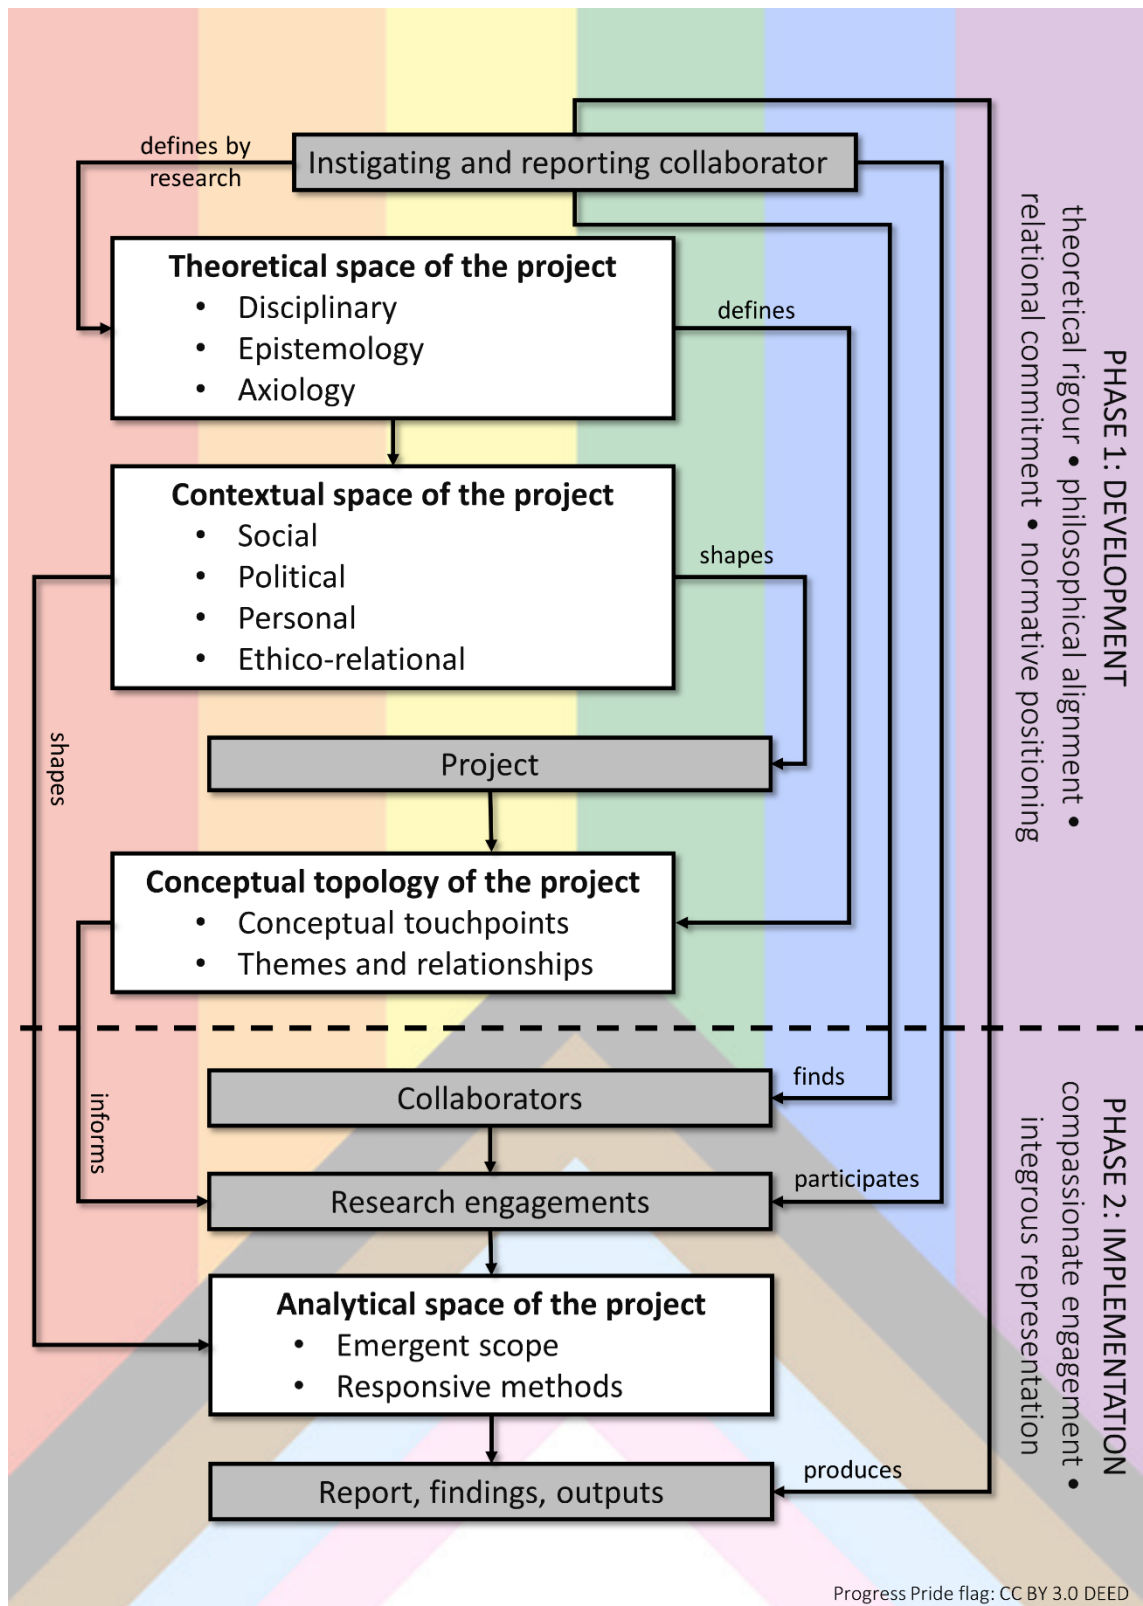 Instigating and reporting collaborator
defines by
research
Theoretical space of the project
• Disciplinary
• Epistemology
• Axiology
defines
Contextual space of the project
• Social
• Political
• Personal
• Ethico-relational
shapes
shapes
Project
Conceptual topology of the project
• Conceptual touchpoints
• Themes and relationships
PHASE 1: DEVELOPMENT
theoretical rigour • philosophical alignment •
relational commitment • normative positioning
Collaborators
finds
informs
Research engagements
participates
Analytical space of the project
• Emergent scope
• Responsive methods
Report, findings, outputs
produces
PHASE 2: IMPLEMENTATION
compassionate engagement •
integrous representation
Progress Pride flag: CC BY 3.0 DEED